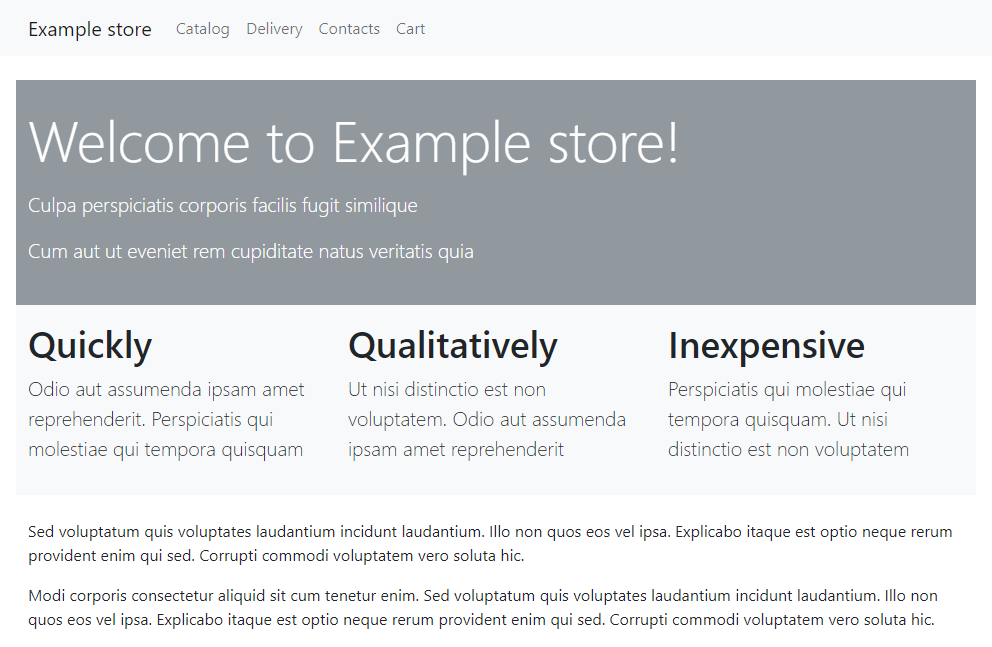 Example store Catalog Delivery Contacts Cart
Welcome to Example store!
Culpa perspiciatis corporis facilis fugit similique
Cum aut ut eveniet rem cupiditate natus veritatis quia
Quickly
Odio aut assumenda ipsam amet
reprehenderit. Perspiciatis qui
molestiae qui tempora quisquam
Qualitatively
Ut nisi distinctio est non
voluptatem. Odio aut assumenda
ipsam amet reprehenderit
Inexpensive
Perspiciatis qui molestiae qui
tempora quisquam. Ut nisi
distinctio est non voluptatem
Sed voluptatum quis voluptates laudantium incidunt laudantium. Illo non quos eos vel ipsa. Explicabo itaque est optio neque rerum
provident enim qui sed. Corrupti commodi voluptatem vero soluta hic.
Modi corporis consectetur aliquid sit cum tenetur enim. Sed voluptatum quis voluptates laudantium incidunt laudantium. Illo non
quos eos vel ipsa. Explicabo itaque est optio neque rerum provident enim qui sed. Corrupti commodi voluptatem vero soluta hic.